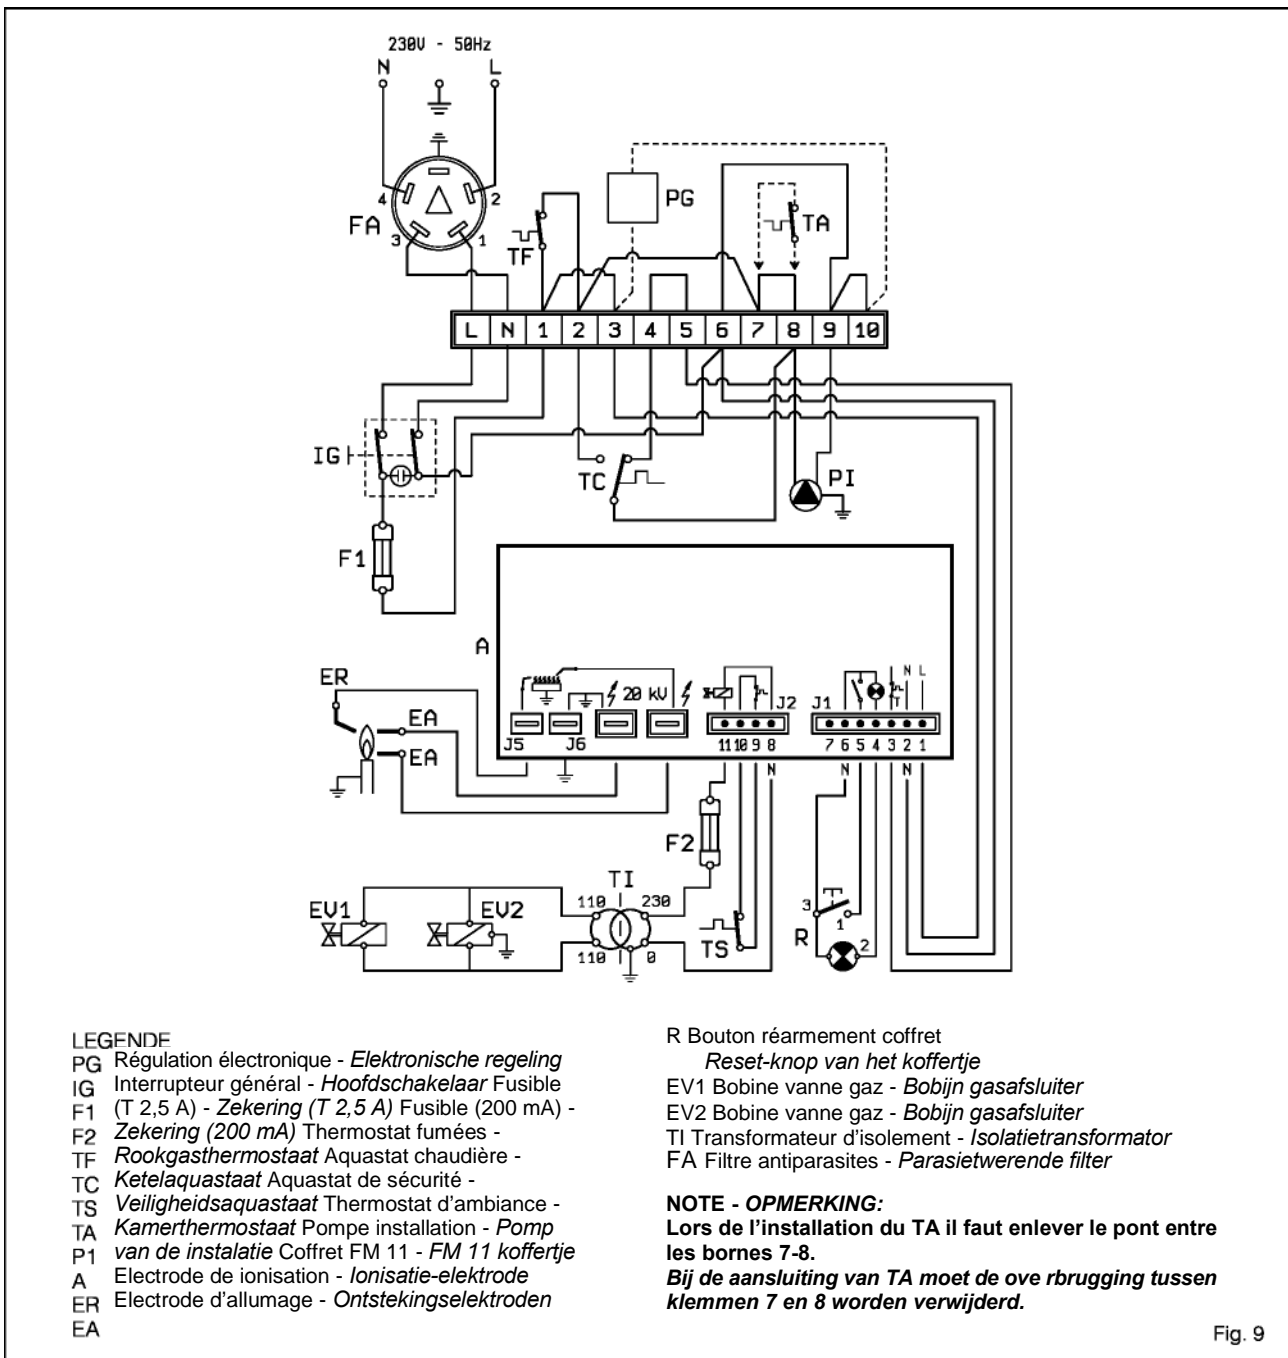 230V - 50Hz
N L
4 2
FA
3 1
TF
PG
TA
L N 1 2 3 4 5 6 7 8 9 10
IG
TC
PI
F1
A
ER
EA
EA
20 kV
J2
J1
N L
T
J5
J6
11 10 9 8
7 6 5 4 3 2 1
N
N
N
F2
TI
110 230
EV1
EV2
110 0
TS
3
1
R
2
LEGENDE
PG Régulation électronique - Elektronische regeling
IG Interrupteur général - Hoofdschakelaar Fusible
F1 (T 2,5 A) - Zekering (T 2,5 A) Fusible (200 mA) -
F2 Zekering (200 mA) Thermostat fumées -
TF Rookgasthermostaat Aquastat chaudière -
TC Ketelaquastaat Aquastat de sécurité -
TS Veiligheidsaquastaat Thermostat d’ambiance -
TA Kamerthermostaat Pompe installation - Pomp
P1 van de instalatie Coffret FM 11 - FM 11 koffertje
A Electrode de ionisation - Ionisatie-elektrode
ER Electrode d’allumage - Ontstekingselektroden
EA
R Bouton réarmement coffret
Reset-knop van het koffertje
EV1 Bobine vanne gaz - Bobijn gasafsluiter
EV2 Bobine vanne gaz - Bobijn gasafsluiter
TI Transformateur d’isolement - Isolatietransformator
FA Filtre antiparasites - Parasietwerende filter
NOTE - OPMERKING:
Lors de l’installation du TA il faut enlever le pont entre
les bornes 7-8.
Bij de aansluiting van TA moet de ove rbrugging tussen
klemmen 7 en 8 worden verwijderd.
Fig. 9